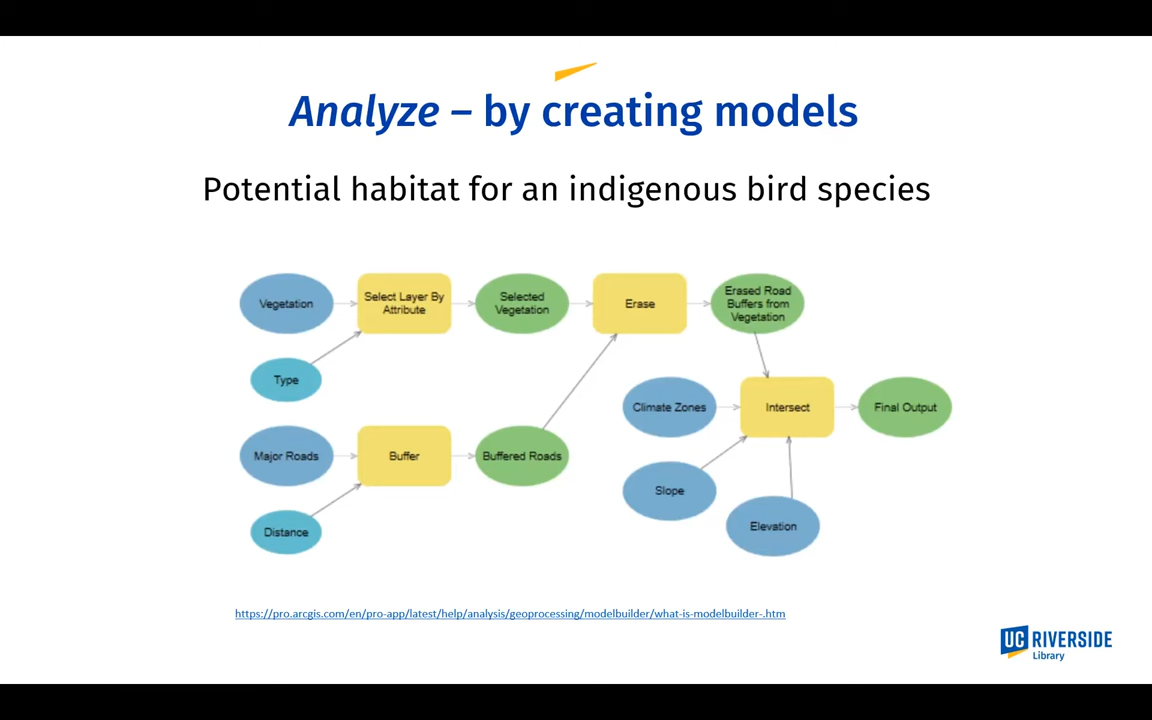 Analyze – by creating models
Potential habitat for an indigenous bird species
Vegetation
Select Layer By
Attribute
Selected
Vegetation
Erase
Erased Road
Buffers from
Vegetation
Type
Climate Zones
Intersect
Final Output
Major Roads
Buffer
Buffered Roads
Slope
Distance
Elevation
https://pro.arcgis.com/en/pro-app/latest/help/analysis/geoprocessing/modelbuilder/what-is-modelbuilder-.htm
UC RIVERSIDE
Library